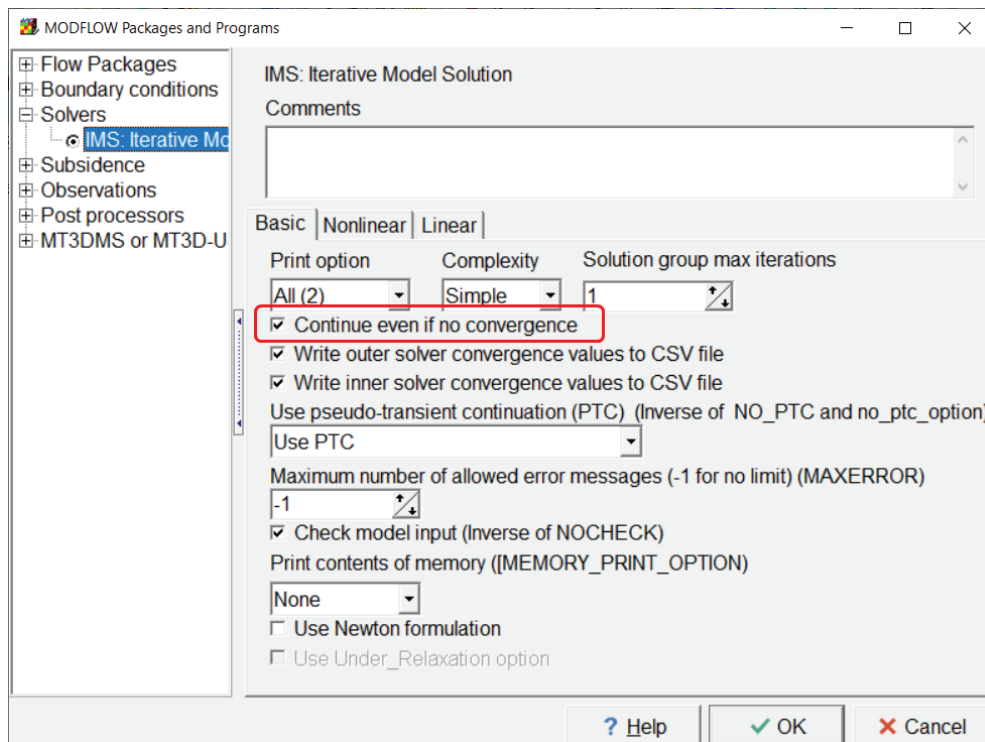 MODFLOW Packages and Programs
Flow Packages
Boundary conditions
Solvers
IMS: Iterative Mo
Subsidence
Observations
Post processors
MT3DMS or MT3D-U
IMS: Iterative Model Solution
Comments
Basic Nonlinear Linear
Print option Complexity Solution group max iterations
All (2) Simple 1
Continue even if no convergence
Write outer solver convergence values to CSV file
Write inner solver convergence values to CSV file
Use pseudo-transient continuation (PTC) (Inverse of NO_PTC and no_ptc_option)
Use PTC
Maximum number of allowed error messages (-1 for no limit) (MAXERROR)
-1
Check model input (Inverse of NOCHECK)
Print contents of memory ([MEMORY_PRINT_OPTION)
None
Use Newton formulation
Use Under_Relaxation option
? Help OK Cancel